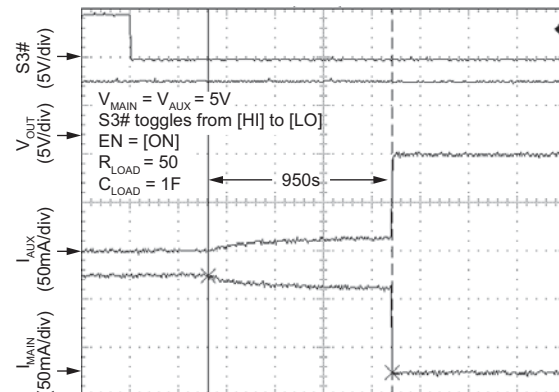 S3#
(5V/div)
V_OUT
(5V/div)
I_AUX
(50mA/div)
I_MAIN
(50mA/div)
V_MAIN = V_AUX = 5V
S3# toggles from [HI] to [LO]
EN = [ON]
R_LOAD = 50
C_LOAD = 1F
950s